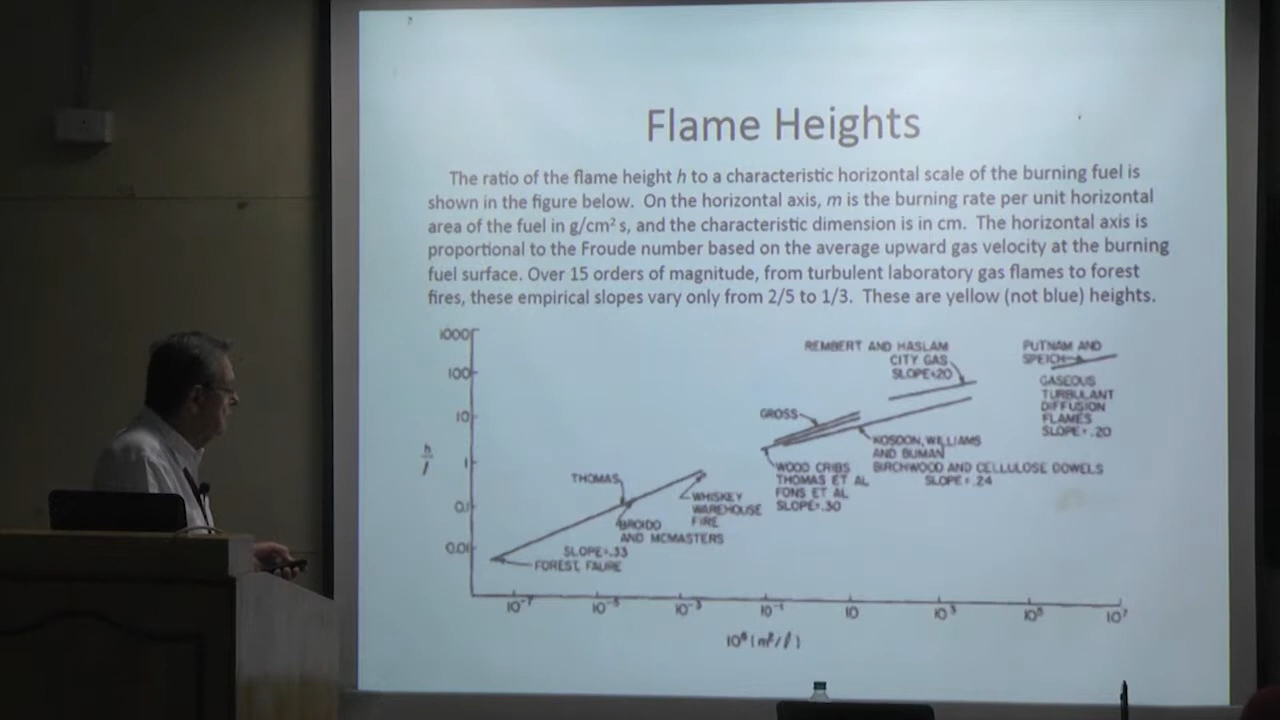 Flame Heights
The ratio of the flame height h to a characteristic horizontal scale of the burning fuel is
shown in the figure below. On the horizontal axis, m is the burning rate per unit horizontal
area of the fuel in g/cm² s, and the characteristic dimension is in cm. The horizontal axis is
proportional to the Froude number based on the average upward gas velocity at the burning
fuel surface. Over 15 orders of magnitude, from turbulent laboratory gas flames to forest
fires, these empirical slopes vary only from 2/5 to 1/3. These are yellow (not blue) heights.
1000
100
10
1
0.1
0.01
h
l
REMBERT AND HASLAM
CITY GAS
SLOPE=.20
PUTNAM AND
SPEICH
GASEOUS
TURBULANT
DIFFUSION
FLAMES
SLOPE = .20
GROSS
KOSDON, WILLIAMS
AND BUMAN
BIRCHWOOD AND CELLULOSE DOWELS
SLOPE = .24
WOOD CRIBS
THOMAS ET AL
FONS ET AL
SLOPE=.30
THOMAS
WHISKEY
WAREHOUSE
FIRE
BROIDO
AND MCMASTERS
SLOPE=.33
FOREST, FAURE
10⁻⁷
10⁻⁵
10⁻³
10⁻¹
10
10³
10⁵
10⁷
10⁶ (m²/l)